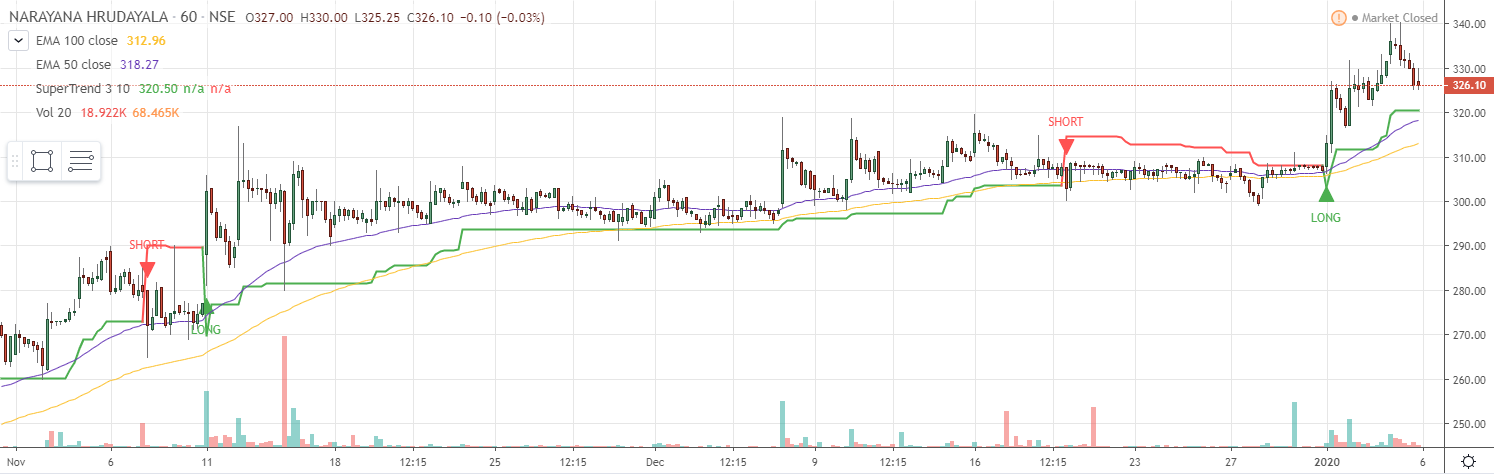 NARAYANA HRUDAYALA · 60 · NSE O327.00 H330.00 L325.25 C326.10 −0.10 (−0.03%)
! Market Closed
EMA 100 close 312.96
EMA 50 close 318.27
SuperTrend 3 10 320.50 n/a n/a
Vol 20 18.922K 68.465K
340.00
330.00
326.10
320.00
310.00
300.00
290.00
280.00
270.00
260.00
250.00
SHORT
LONG
SHORT
LONG
Nov 6 11 18 12:15 25 12:15 Dec 12:15 9 12:15 16 12:15 23 27 2020 6